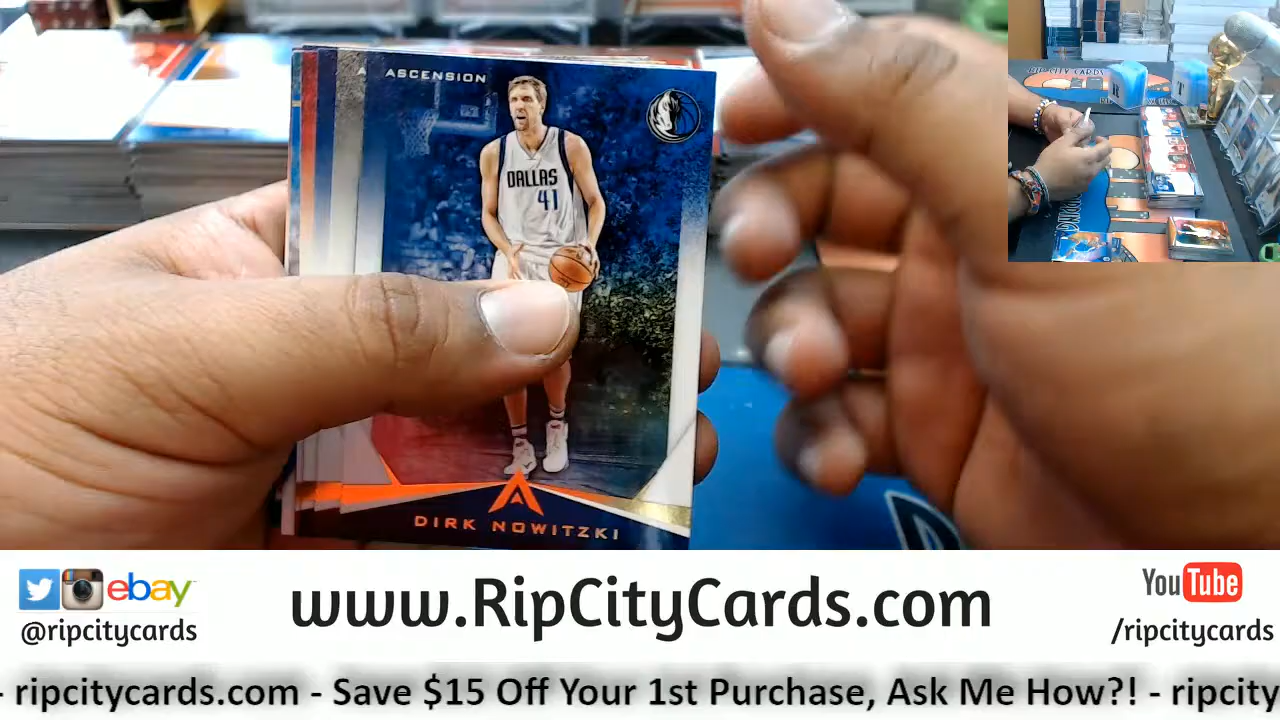 A ASCENSION
DALLAS
41
DIRK NOWITZKI
RIP CITY CARDS
ebay
@ripcitycards
www.RipCityCards.com
YouTube
/ripcitycards
- ripcitycards.com - Save $15 Off Your 1st Purchase, Ask Me How?! - ripcity